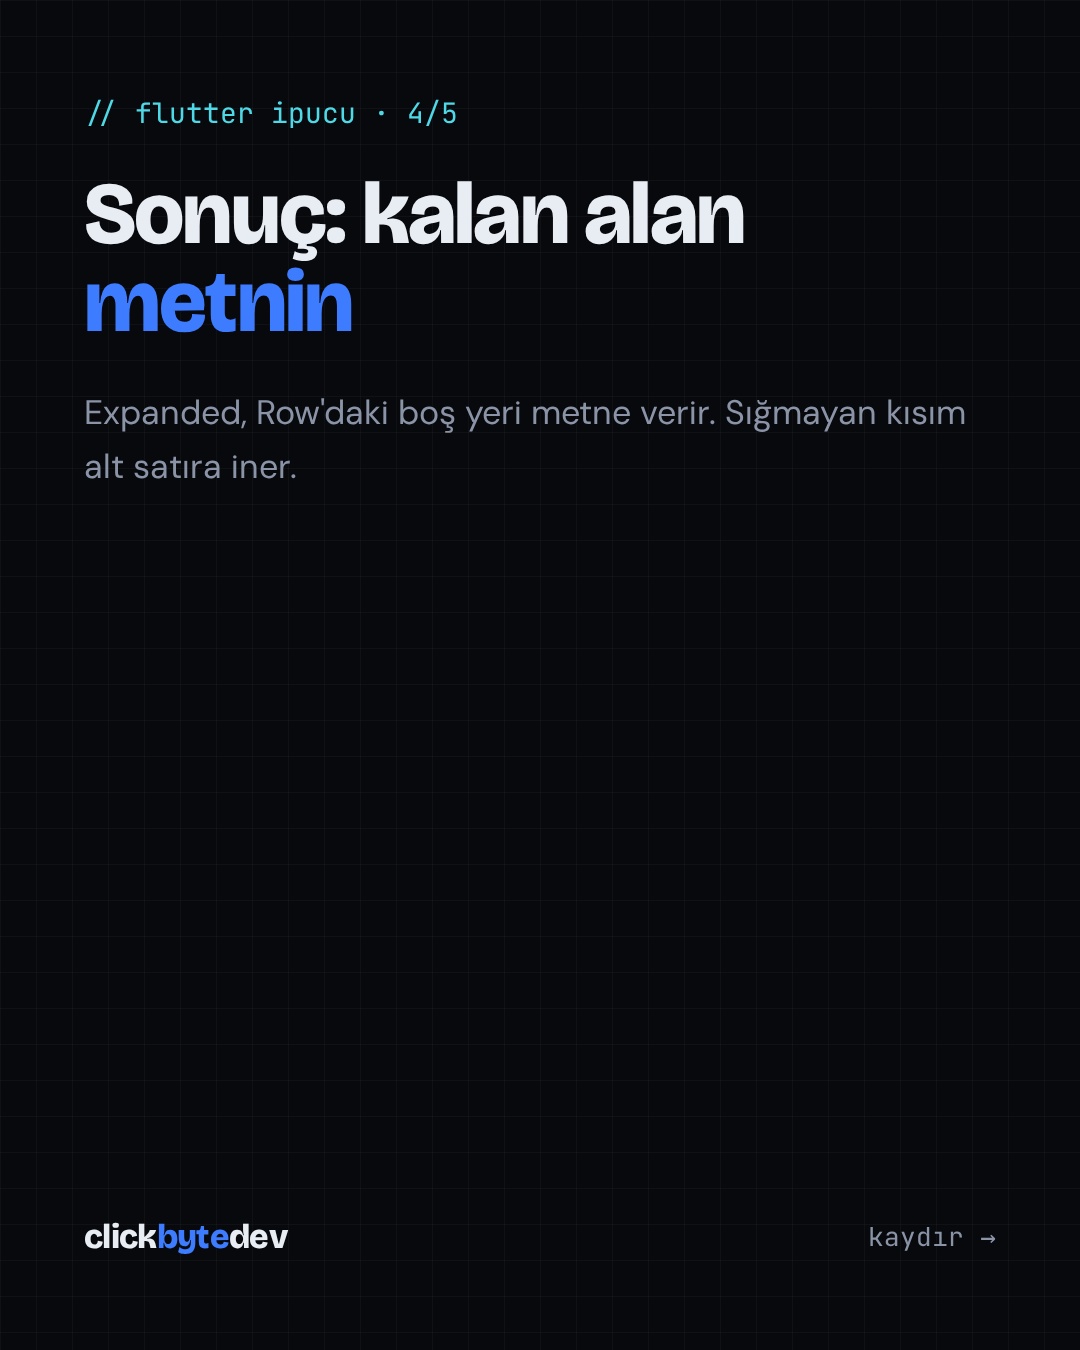 // flutter ipucu · 4/5
Sonuç: kalan alan
metnin
Expanded, Row'daki boş yeri metne verir. Sığmayan kısım
alt satıra iner.
clickbytedev
kaydır →